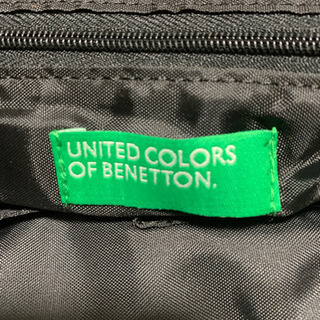 UNITED COLORS
OF BENETTON.